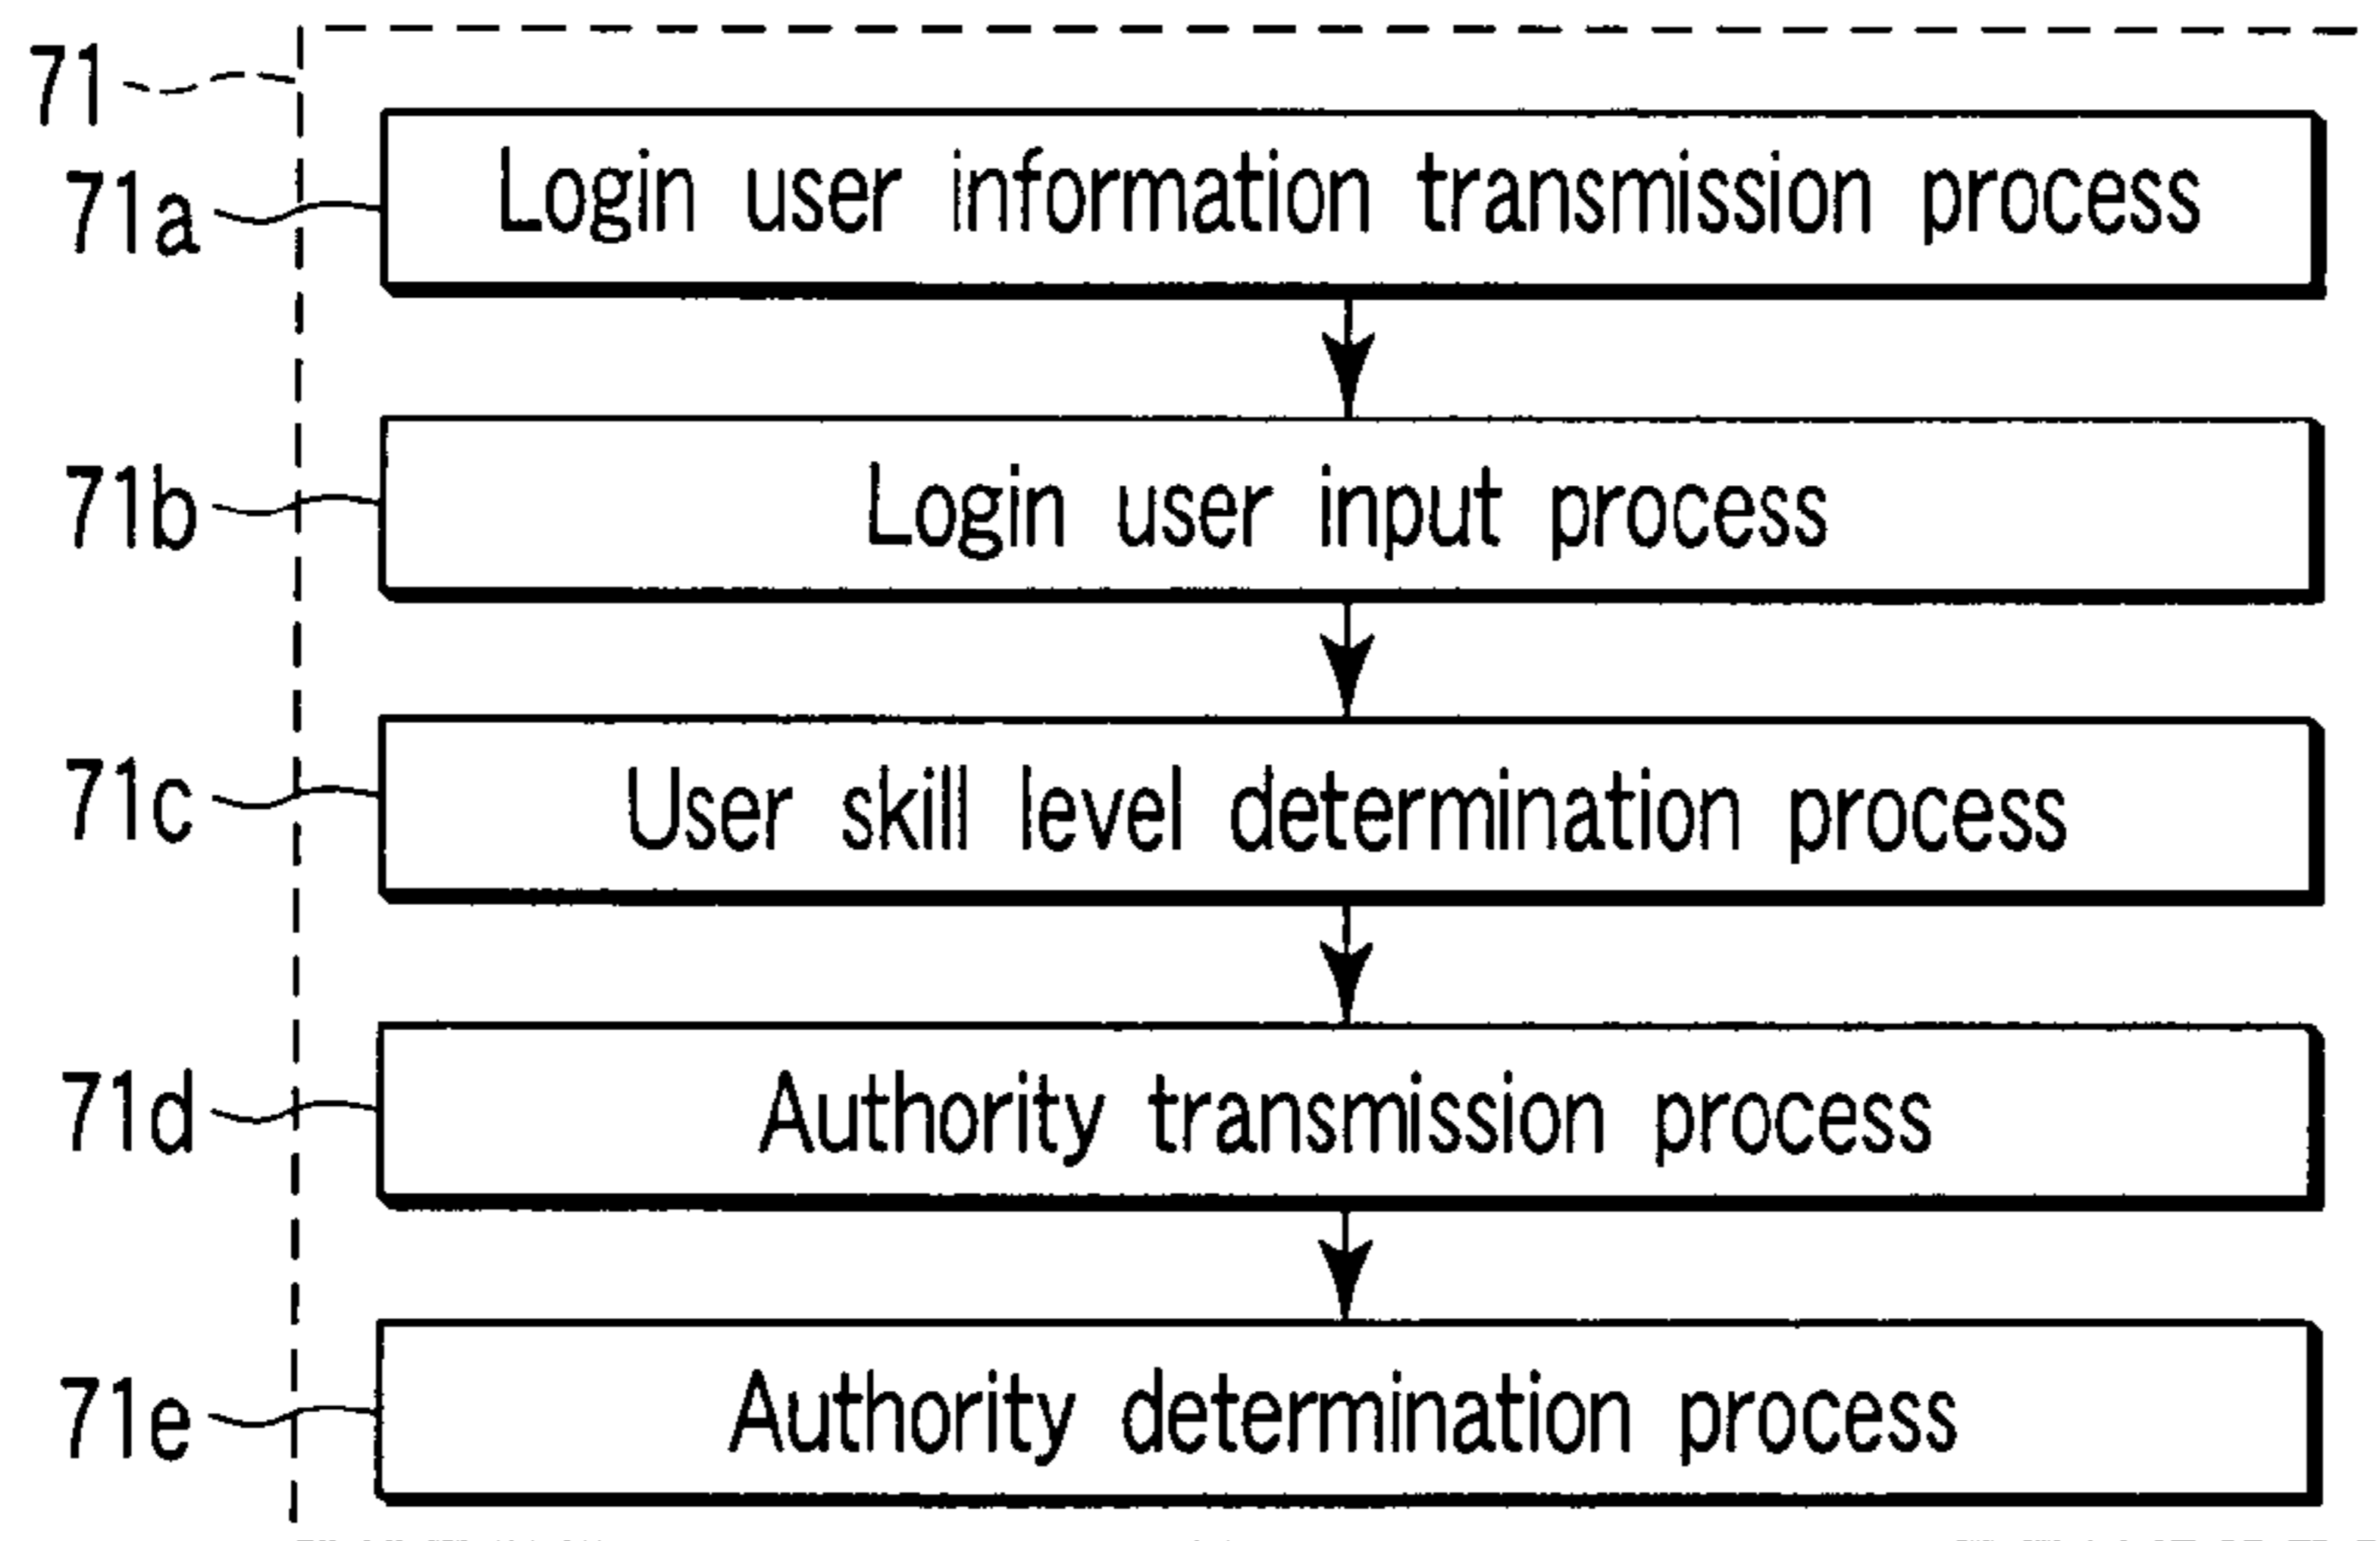 71
71a Login user information transmission process
71b Login user input process
71c User skill level determination process
71d Authority transmission process
71e Authority determination process